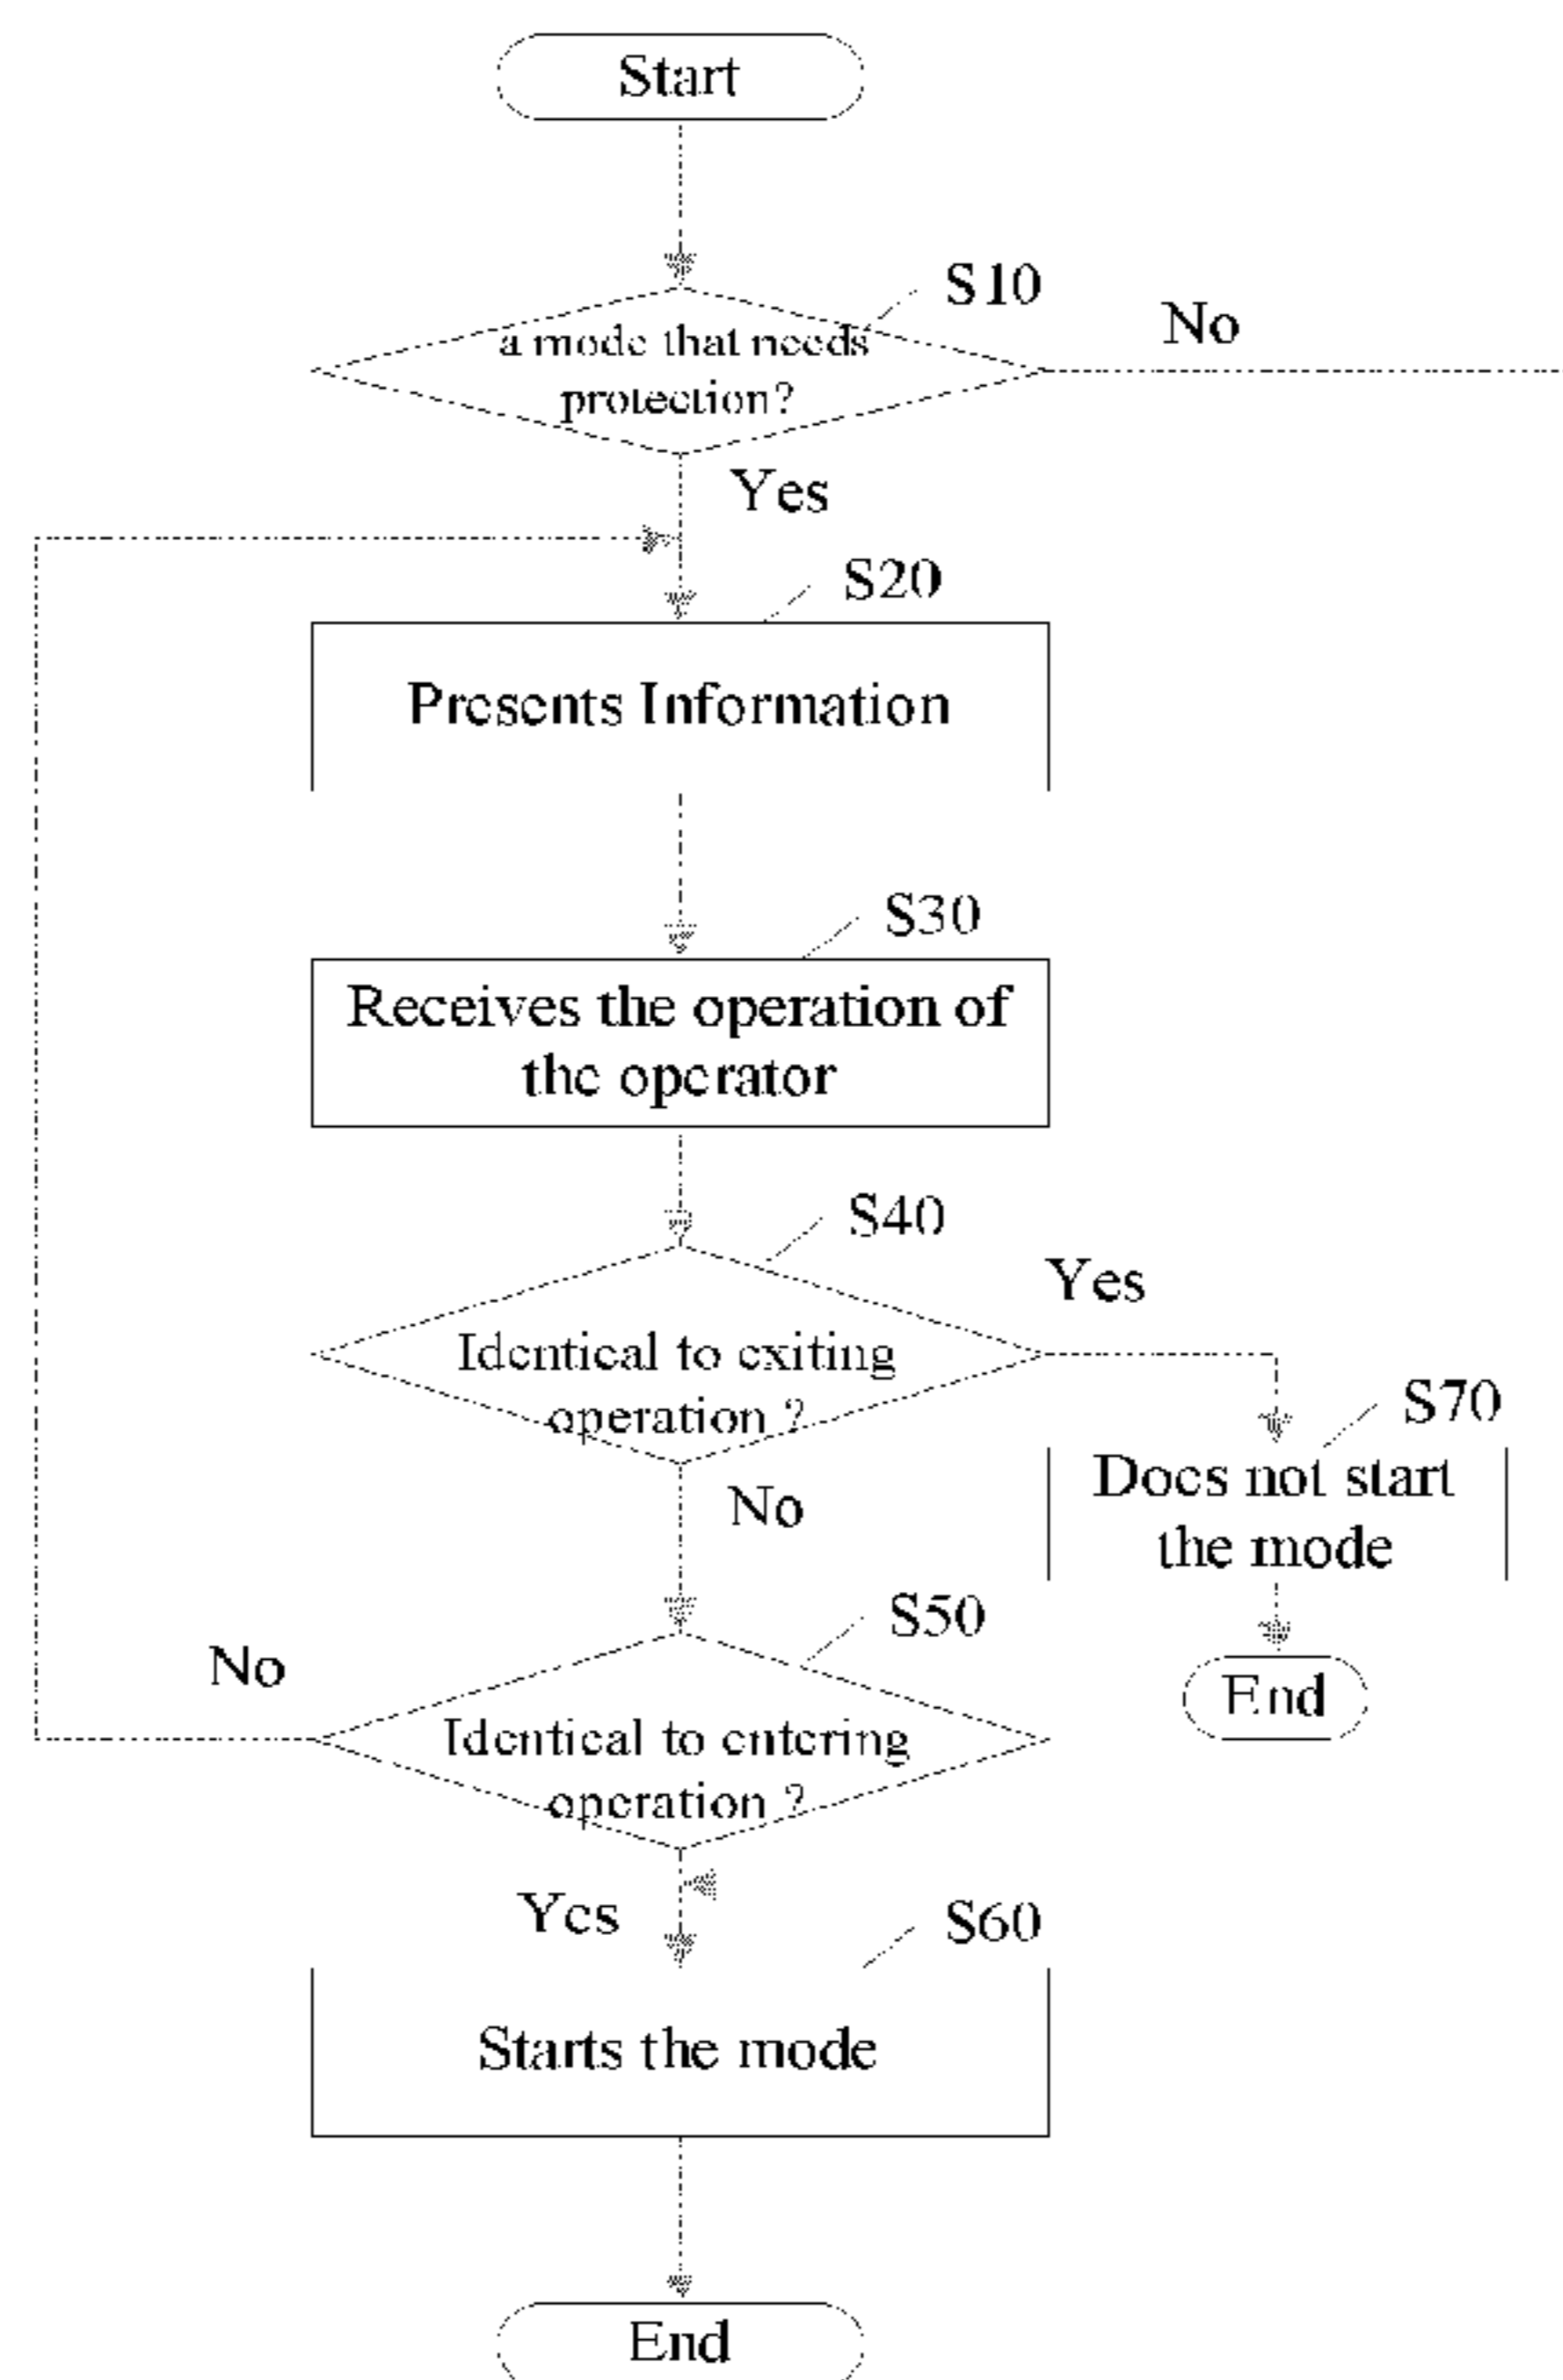 Start
S10
No
a mode that needs
protection?
Yes
S20
Presents Information
S30
Receives the operation of
the operator
S40
Yes
Identical to exiting
operation ?
S70
No
Does not start
the mode
S50
No
End
Identical to entering
operation ?
Yes
S60
Starts the mode
End